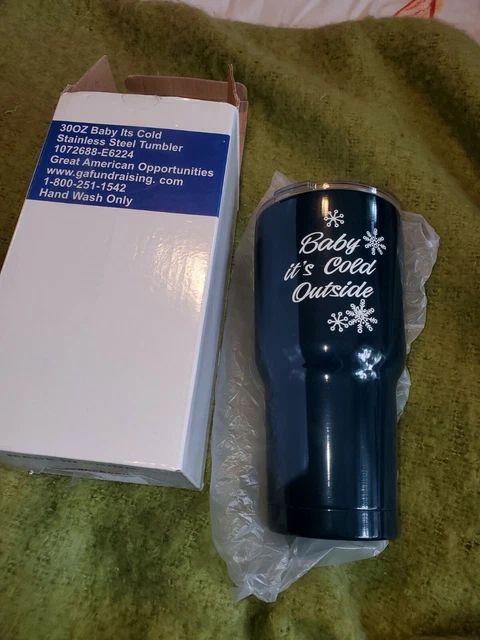 30OZ Baby Its Cold
Stainless Steel Tumbler
1072688-E6224
Great American Opportunities
www.gafundraising. com
1-800-251-1542
Hand Wash Only
Baby
it's Cold
Outside